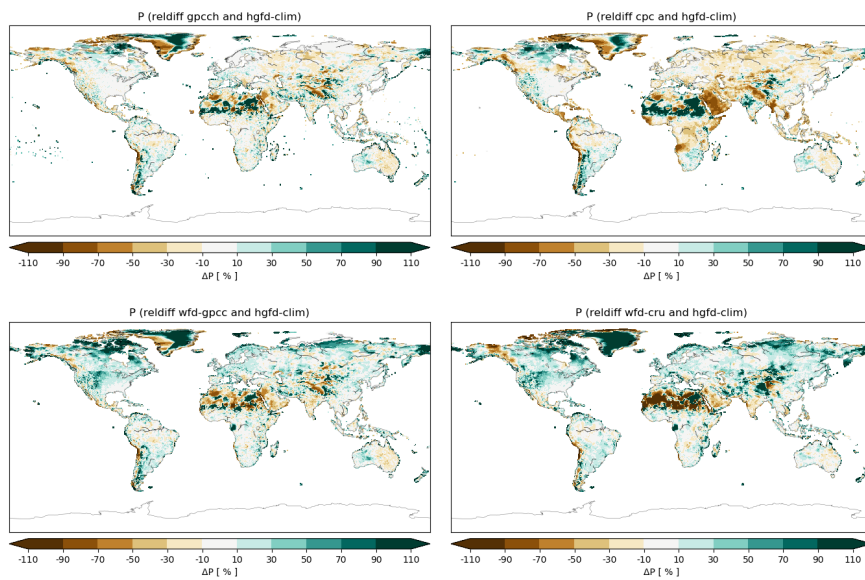 P (reldiff gpcch and hgfd-clim)
P (reldiff cpc and hgfd-clim)
-110 -90 -70 -50 -30 -10 10 30 50 70 90 110
ΔP [ % ]
-110 -90 -70 -50 -30 -10 10 30 50 70 90 110
ΔP [ % ]
P (reldiff wfd-gpcc and hgfd-clim)
P (reldiff wfd-cru and hgfd-clim)
-110 -90 -70 -50 -30 -10 10 30 50 70 90 110
ΔP [ % ]
-110 -90 -70 -50 -30 -10 10 30 50 70 90 110
ΔP [ % ]